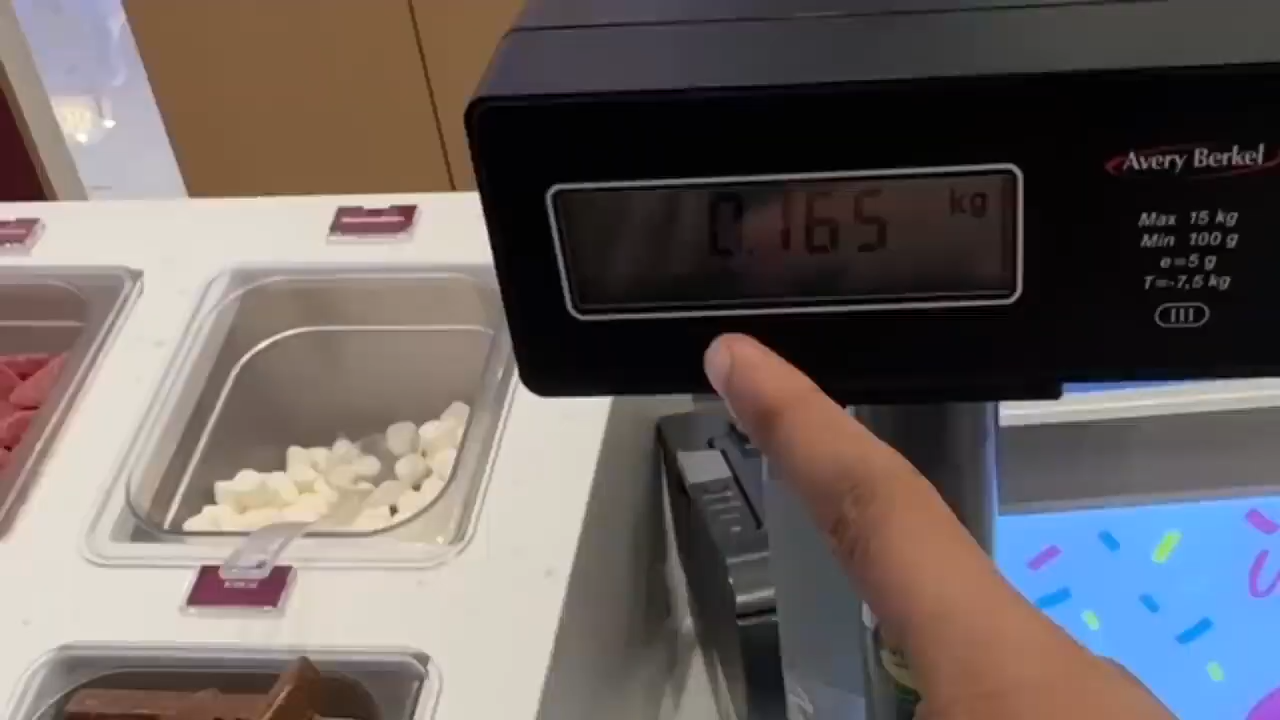 0.165 kg
Avery Berkel
Max 15 kg
Min 100 g
e=5 g
T=-7,5 kg
III